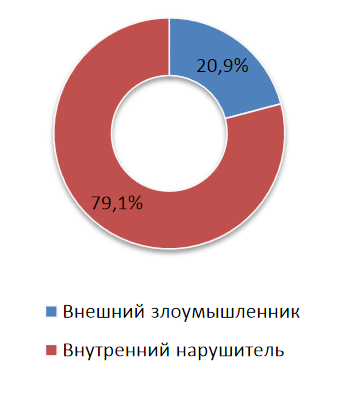 20,9%
79,1%
Внешний злоумышленник
Внутренний нарушитель